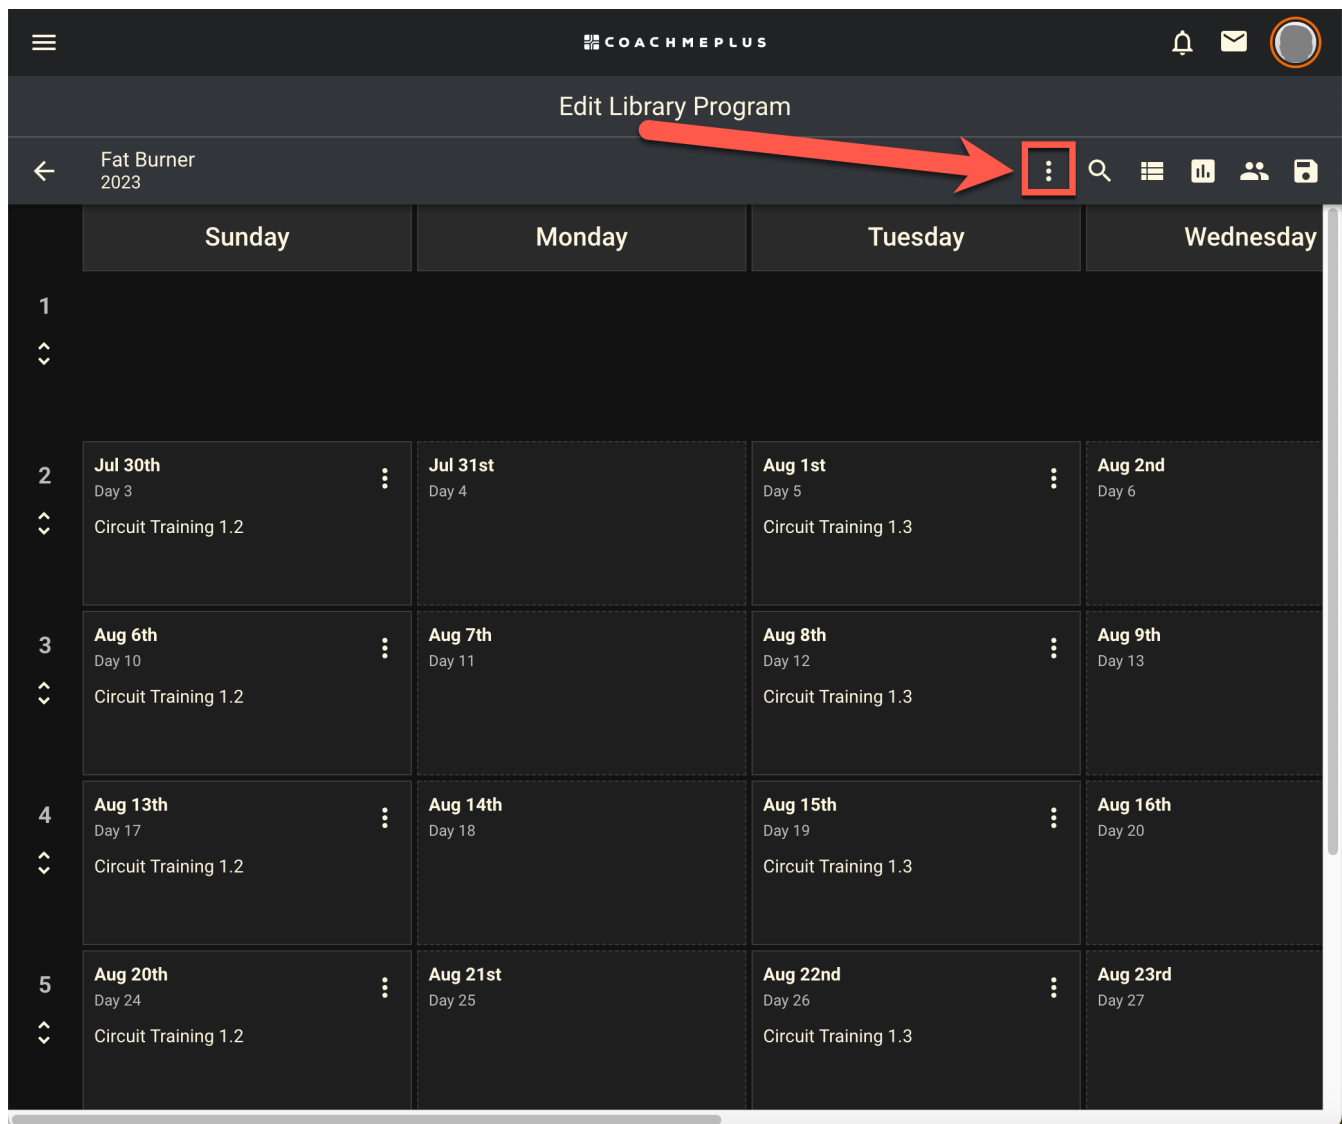 COACHMEPLUS
Edit Library Program
Fat Burner
2023
Sunday Monday Tuesday Wednesday
1
2
Jul 30th
Day 3
Circuit Training 1.2
Jul 31st
Day 4
Aug 1st
Day 5
Circuit Training 1.3
Aug 2nd
Day 6
3
Aug 6th
Day 10
Circuit Training 1.2
Aug 7th
Day 11
Aug 8th
Day 12
Circuit Training 1.3
Aug 9th
Day 13
4
Aug 13th
Day 17
Circuit Training 1.2
Aug 14th
Day 18
Aug 15th
Day 19
Circuit Training 1.3
Aug 16th
Day 20
5
Aug 20th
Day 24
Circuit Training 1.2
Aug 21st
Day 25
Aug 22nd
Day 26
Circuit Training 1.3
Aug 23rd
Day 27